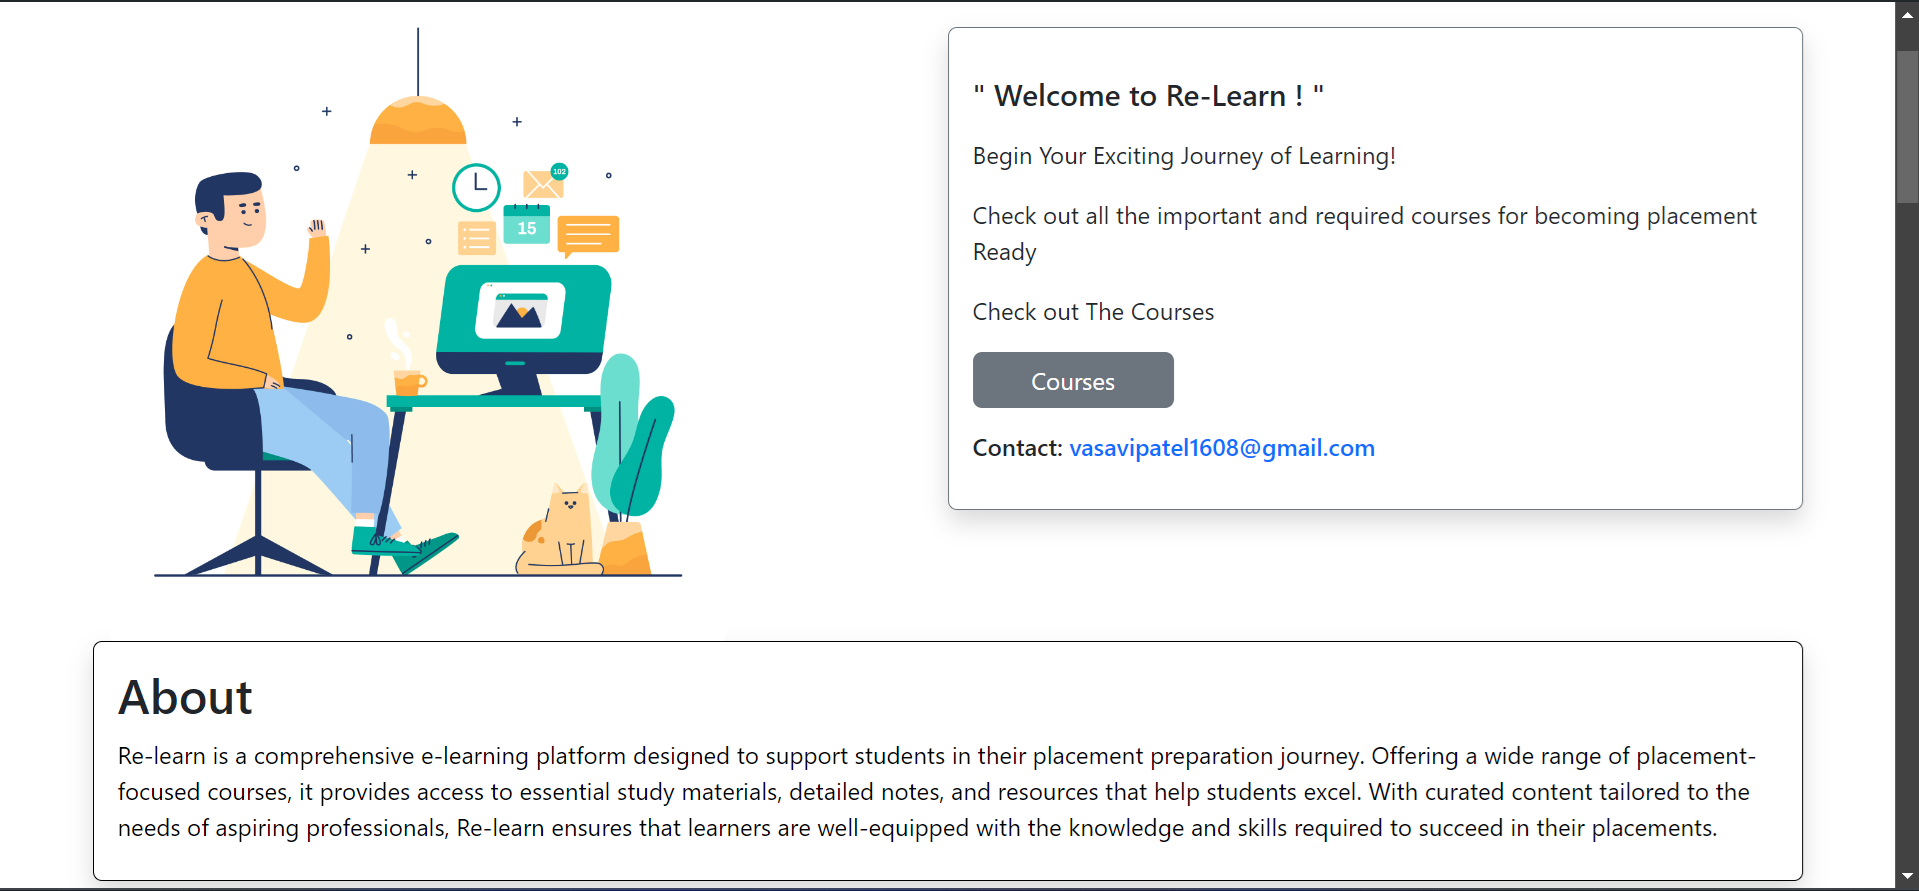 102
15
" Welcome to Re-Learn ! "
Begin Your Exciting Journey of Learning!
Check out all the important and required courses for becoming placement
Ready
Check out The Courses
Courses
Contact: vasavipatel1608@gmail.com
About
Re-learn is a comprehensive e-learning platform designed to support students in their placement preparation journey. Offering a wide range of placement-
focused courses, it provides access to essential study materials, detailed notes, and resources that help students excel. With curated content tailored to the
needs of aspiring professionals, Re-learn ensures that learners are well-equipped with the knowledge and skills required to succeed in their placements.